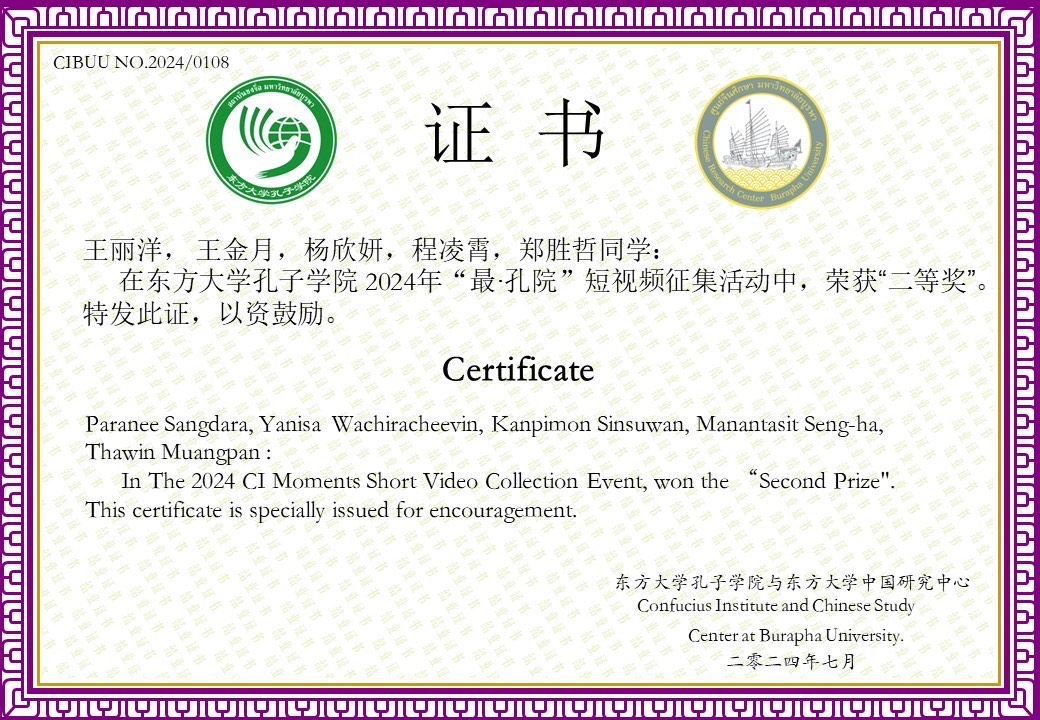 CIBUU NO.2024/0108
สถาบันขงจื่อ มหาวิทยาลัยบูรพา
东方大学孔子学院
证 书
ศูนย์จีนศึกษา มหาวิทยาลัยบูรพา
Chinese Research Center Burapha University
王丽洋， 王金月，杨欣妍，程凌霄，郑胜哲同学：
在东方大学孔子学院 2024年“最·孔院”短视频征集活动中，荣获“二等奖”。
特发此证，以资鼓励。
Certificate
Paranee Sangdara, Yanisa Wachiracheevin, Kanpimon Sinsuwan, Manantasit Seng-ha,
Thawin Muangpan :
In The 2024 CI Moments Short Video Collection Event, won the “Second Prize".
This certificate is specially issued for encouragement.
东方大学孔子学院与东方大学中国研究中心
Confucius Institute and Chinese Study
Center at Burapha University.
二零二四年七月